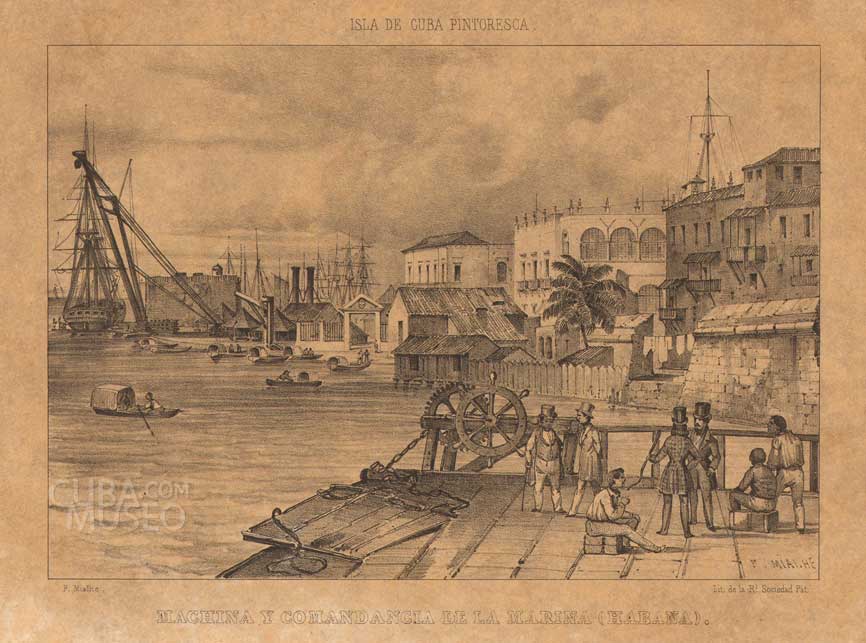 ISLA DE CUBA PINTORESCA.
CUBA.COM
MUSEO
F. MIALHE
F. Mialhe
Lit. de la Rl. Sociedad Pat.
MACHINA Y COMANDANCIA DE LA MARINA (HABANA).